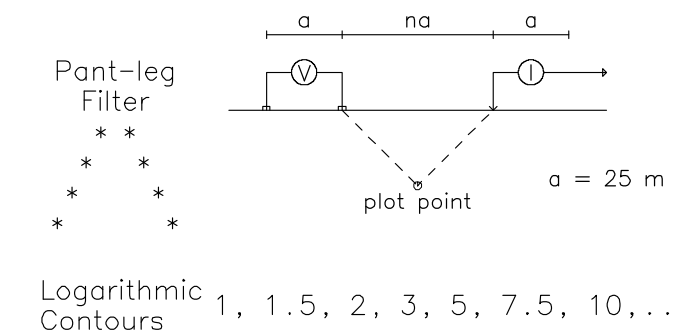 a na a
V I
Pant-leg
Filter
* *
* *
* *
* *
plot point
a = 25 m
Logarithmic
Contours
1, 1.5, 2, 3, 5, 7.5, 10,..